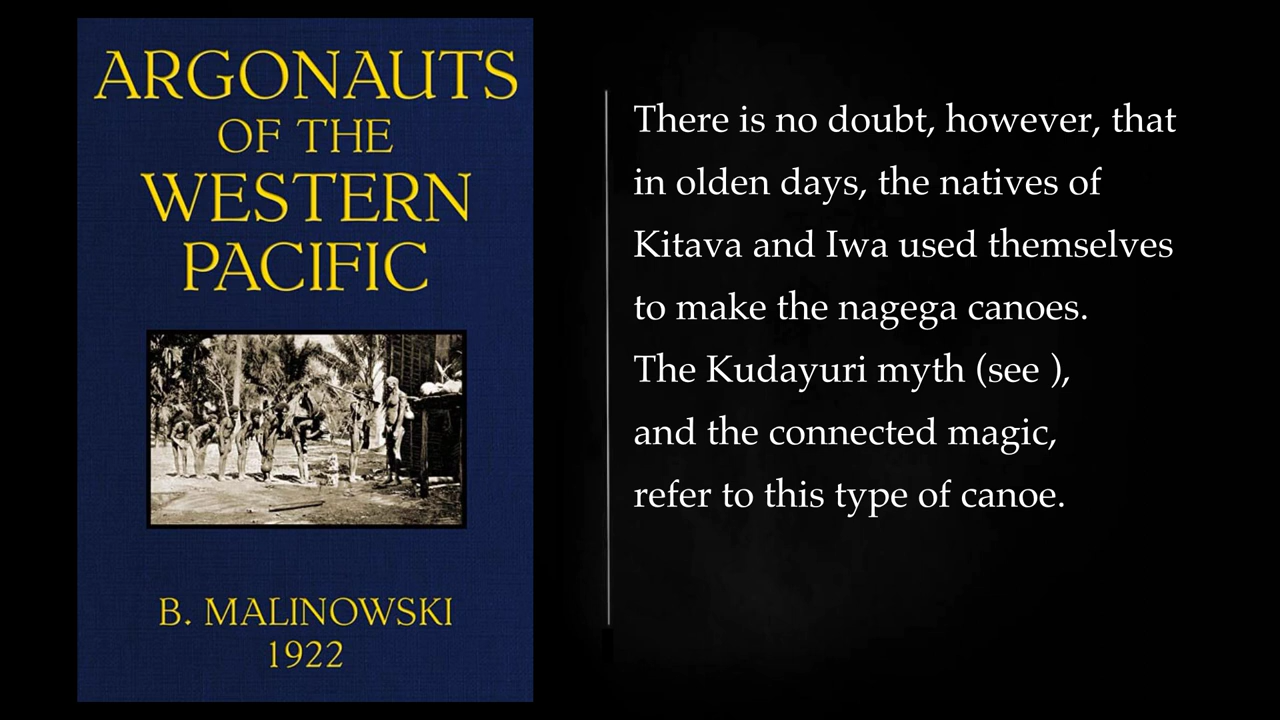 ARGONAUTS
OF THE
WESTERN
PACIFIC
B. MALINOWSKI
1922
There is no doubt, however, that
in olden days, the natives of
Kitava and Iwa used themselves
to make the nagega canoes.
The Kudayuri myth (see ),
and the connected magic,
refer to this type of canoe.